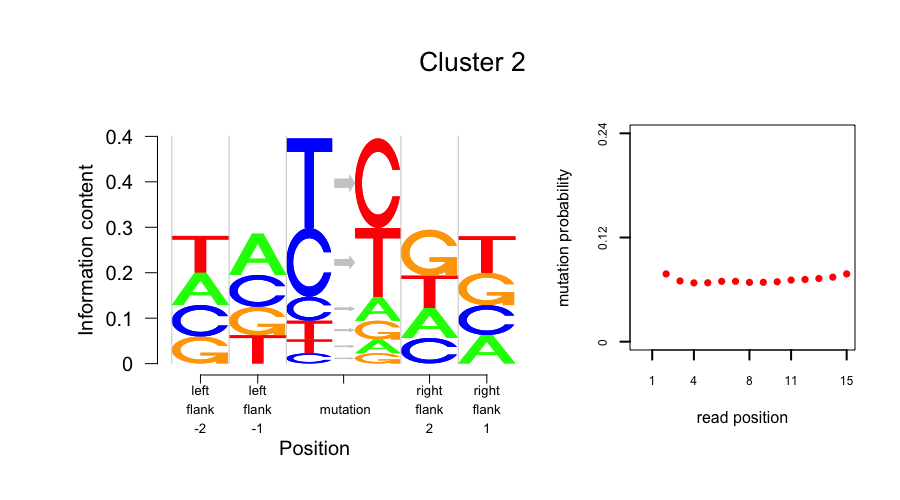 Cluster 2
Information content
0.4
0.4
0.3
0.2
0.1
0
T
A
C
G
A
C
G
T
T
C
C
T
T
C
C
T
A
G
A
G
G
T
A
C
T
G
C
A
left
flank
-2
left
flank
-1
mutation
right
flank
2
right
flank
1
Position
mutation probability
0.24
0.12
0
1 4 8 11 15
read position